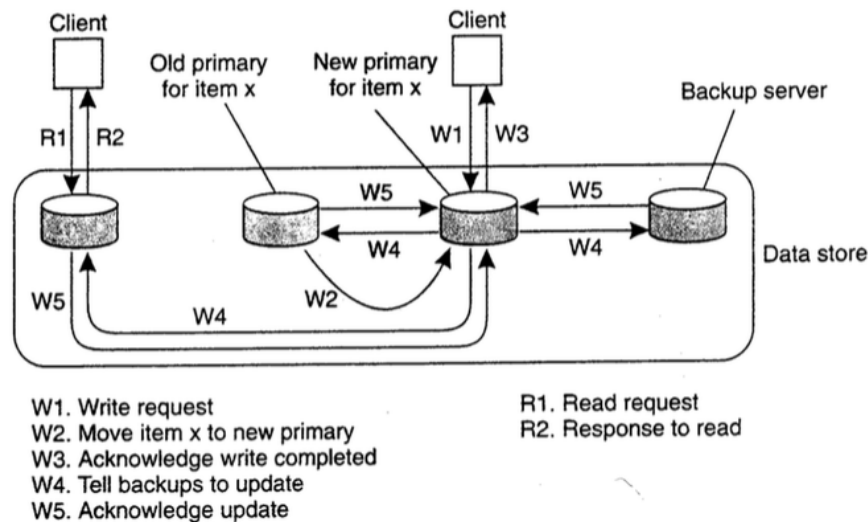 Client
Client
Old primary
for item x
New primary
for item x
Backup server
R1
R2
W1
W3
W5
W5
W4
W4
Data store
W5
W4
W2
W1. Write request
W2. Move item x to new primary
W3. Acknowledge write completed
W4. Tell backups to update
W5. Acknowledge update
R1. Read request
R2. Response to read